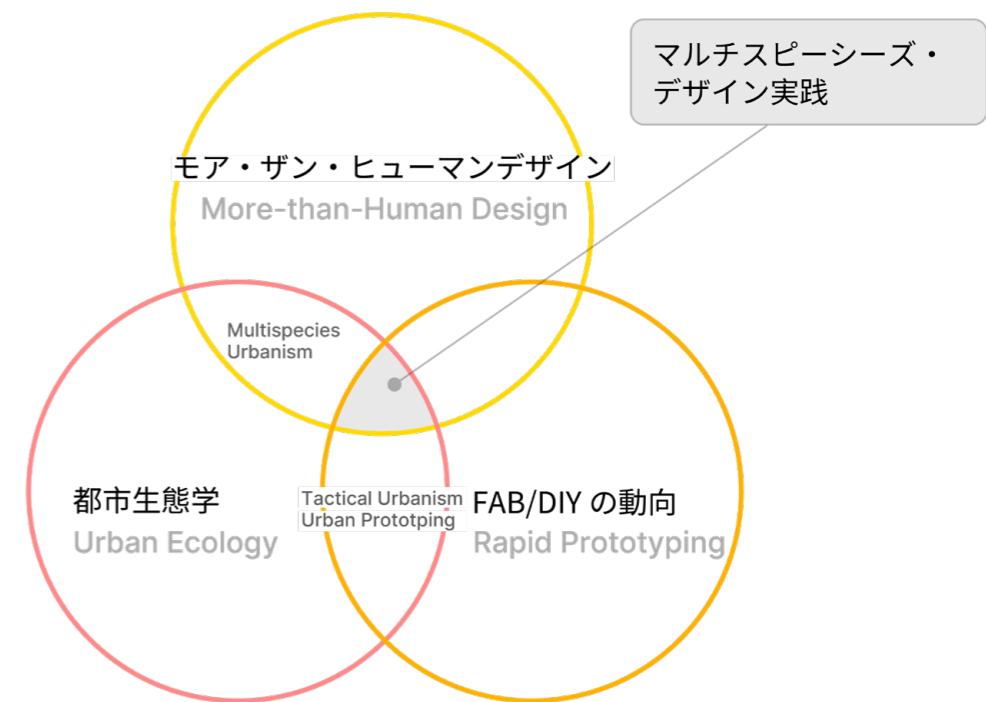 マルチスピーシーズ・
デザイン実践
モア・ザン・ヒューマンデザイン
More-than-Human Design
Multispecies
Urbanism
都市生態学
Urban Ecology
Tactical Urbanism
Urban Prototping
FAB/DIY の動向
Rapid Prototyping